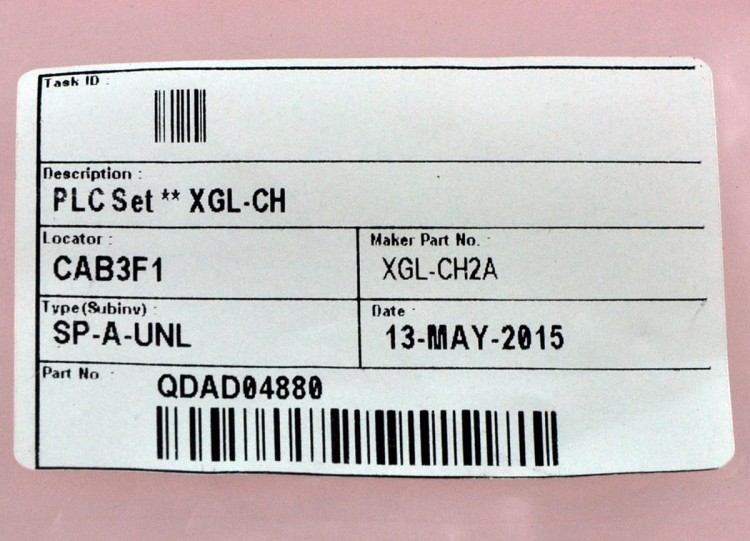 Task ID :
Description :
PLC Set ** XGL-CH
Locator :
CAB3F1
Maker Part No. :
XGL-CH2A
Type(Subinv) :
SP-A-UNL
Date :
13-MAY-2015
Part No :
QDAD04880